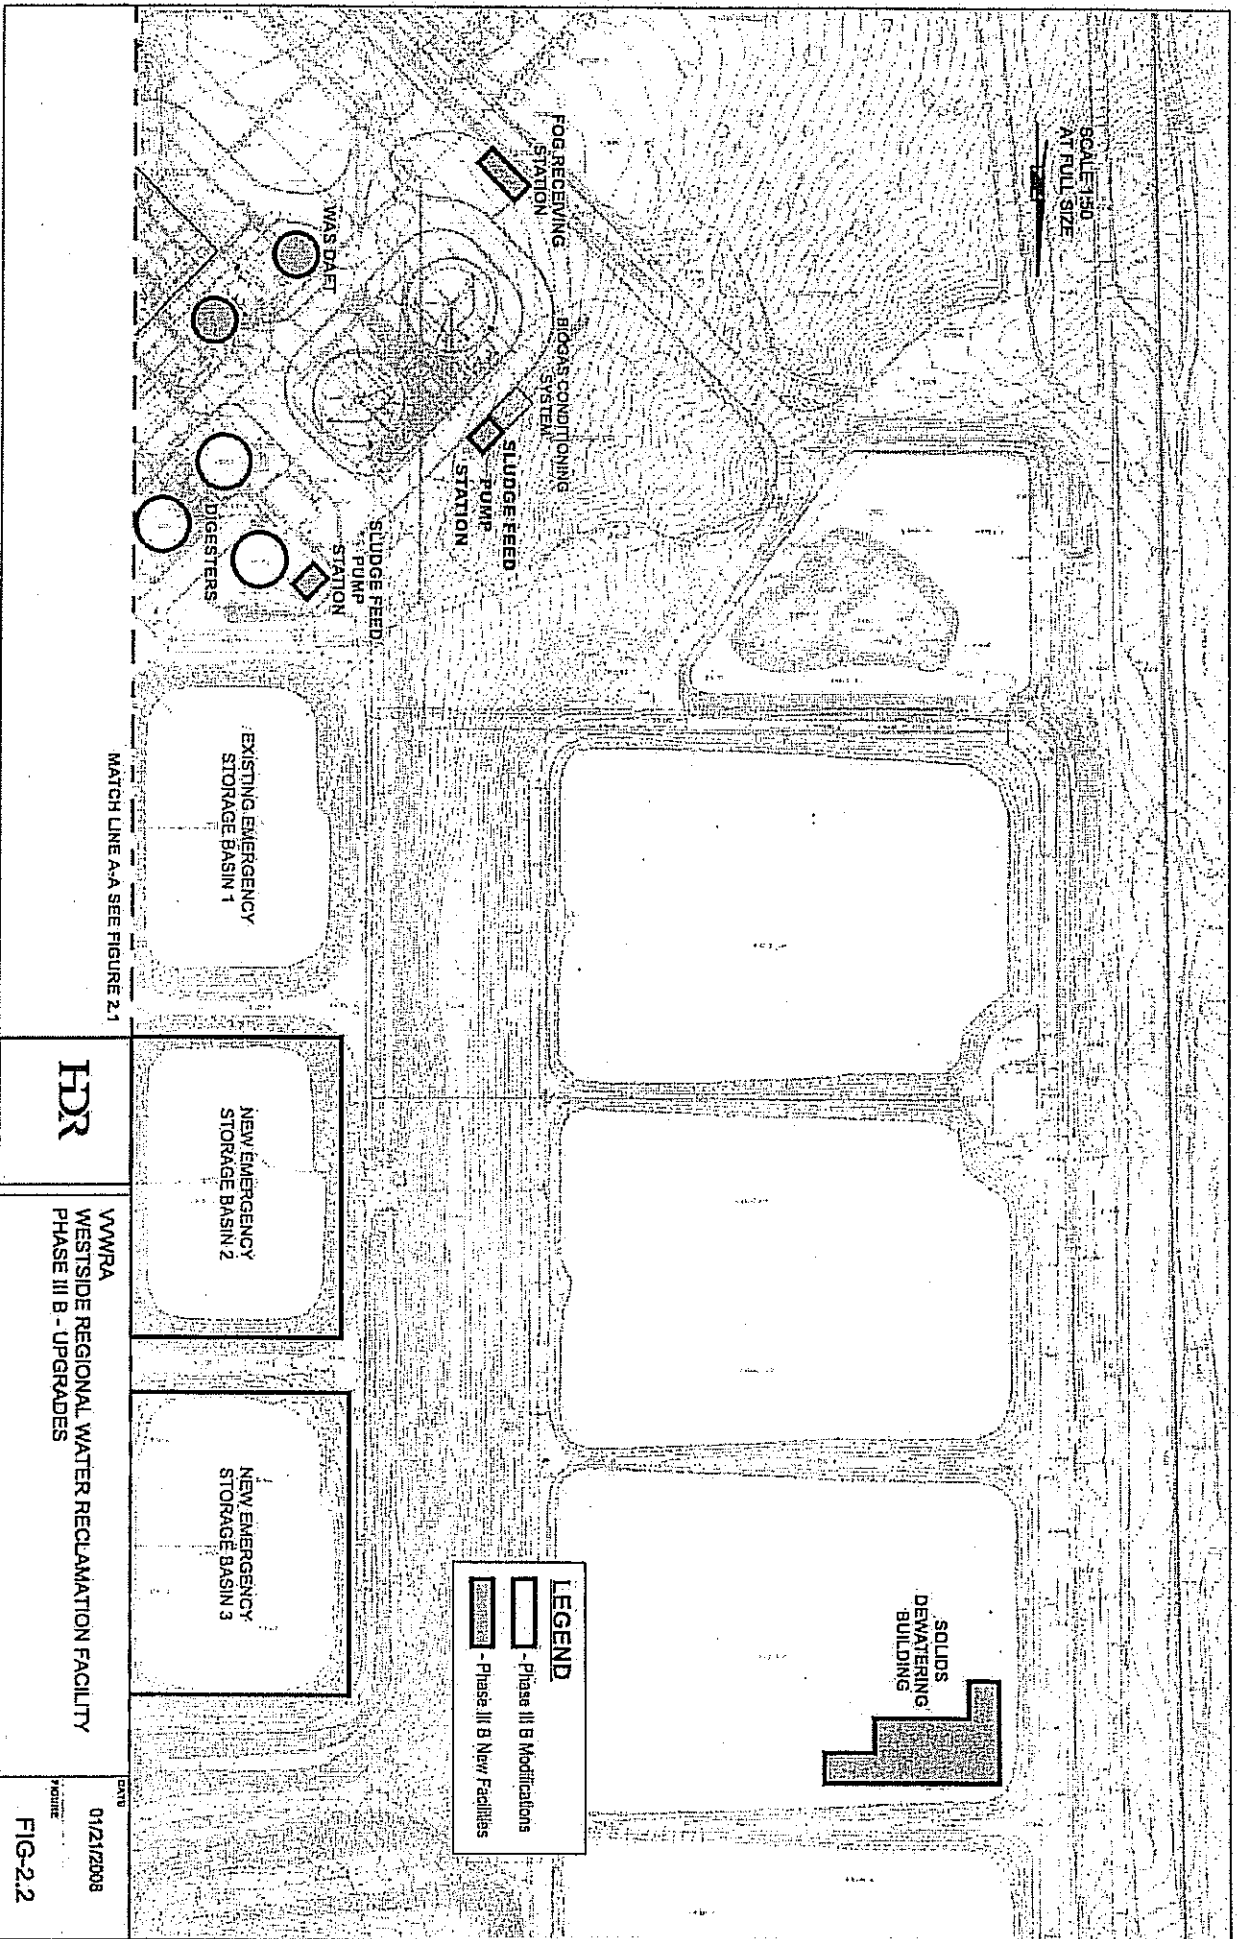 SCALE 1:50
AT FULL SIZE
FOG RECEIVING
STATION
BIOGAS CONDITIONING
SYSTEM
SLUDGE FEED
PUMP
STATION
WAS DAFT
DIGESTERS
SLUDGE FEED
PUMP
STATION
EXISTING EMERGENCY
STORAGE BASIN 1
NEW EMERGENCY
STORAGE BASIN 2
NEW EMERGENCY
STORAGE BASIN 3
SOLIDS
DEWATERING
BUILDING
LEGEND
- Phase III B Modifications
- Phase III B New Facilities
MATCH LINE A-A SEE FIGURE 2.1
HDR
VVWRA
WESTSIDE REGIONAL WATER RECLAMATION FACILITY
PHASE III B - UPGRADES
DATE
01/21/2008
FIGURE
FIG-2.2